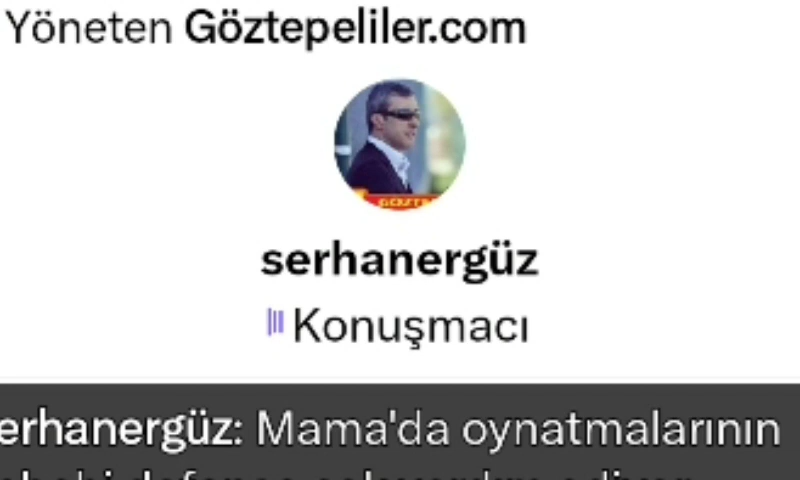 Yöneten Göztepeliler.com
serhanergüz
Konuşmacı
erhanergüz: Mama'da oynatmalarının